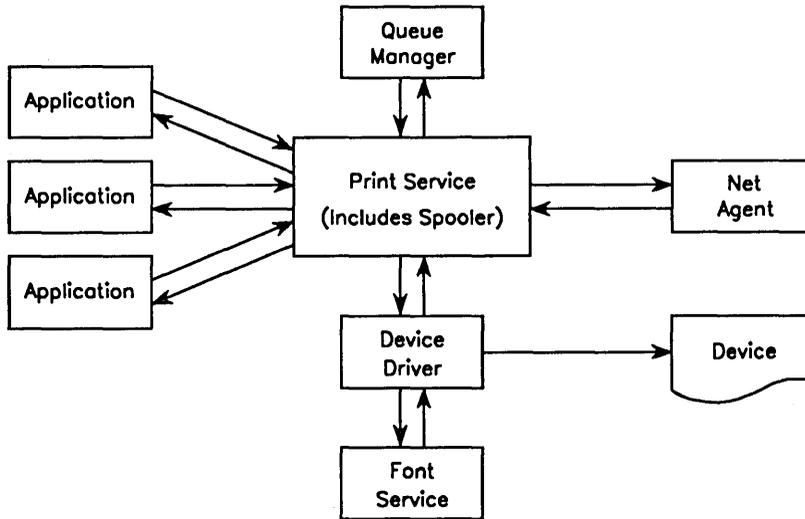 Queue
Manager
Application
Application
Application
Print Service
(Includes Spooler)
Net
Agent
Device
Driver
Device
Font
Service